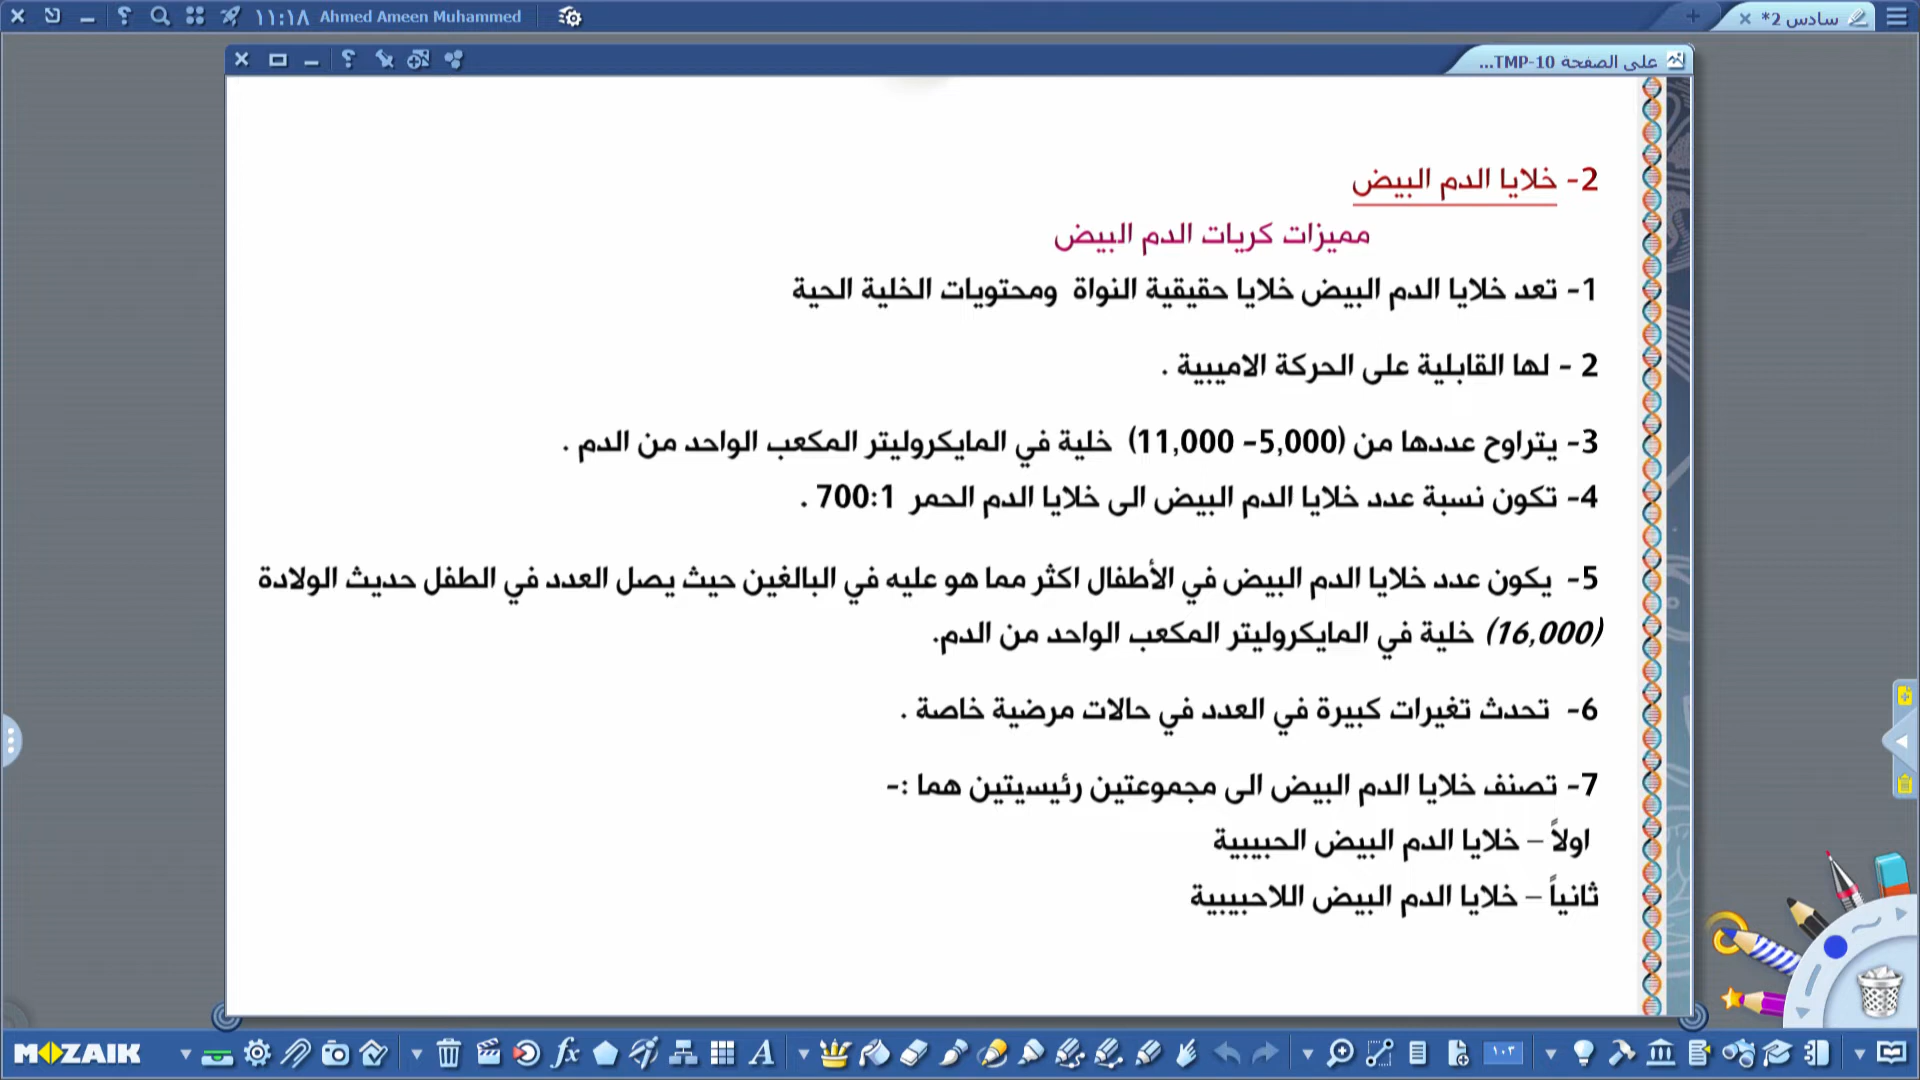 ١١:١٨ Ahmed Ameen Muhammed
سادس 2*
على الصفحة TMP-10...
2- خلايا الدم البيض
مميزات كريات الدم البيض
1- تعد خلايا الدم البيض خلايا حقيقية النواة ومحتويات الخلية الحية
2 - لها القابلية على الحركة الاميبية .
3- يتراوح عددها من (5,000- 11,000) خلية في المايكروليتر المكعب الواحد من الدم .
4- تكون نسبة عدد خلايا الدم البيض الى خلايا الدم الحمر 700:1 .
5- يكون عدد خلايا الدم البيض في الأطفال اكثر مما هو عليه في البالغين حيث يصل العدد في الطفل حديث الولادة
(16,000) خلية في المايكروليتر المكعب الواحد من الدم.
6- تحدث تغيرات كبيرة في العدد في حالات مرضية خاصة .
7- تصنف خلايا الدم البيض الى مجموعتين رئيسيتين هما :-
اولاً – خلايا الدم البيض الحبيبية
ثانياً – خلايا الدم البيض اللاحبيبية
MOZAIK
١٠٣